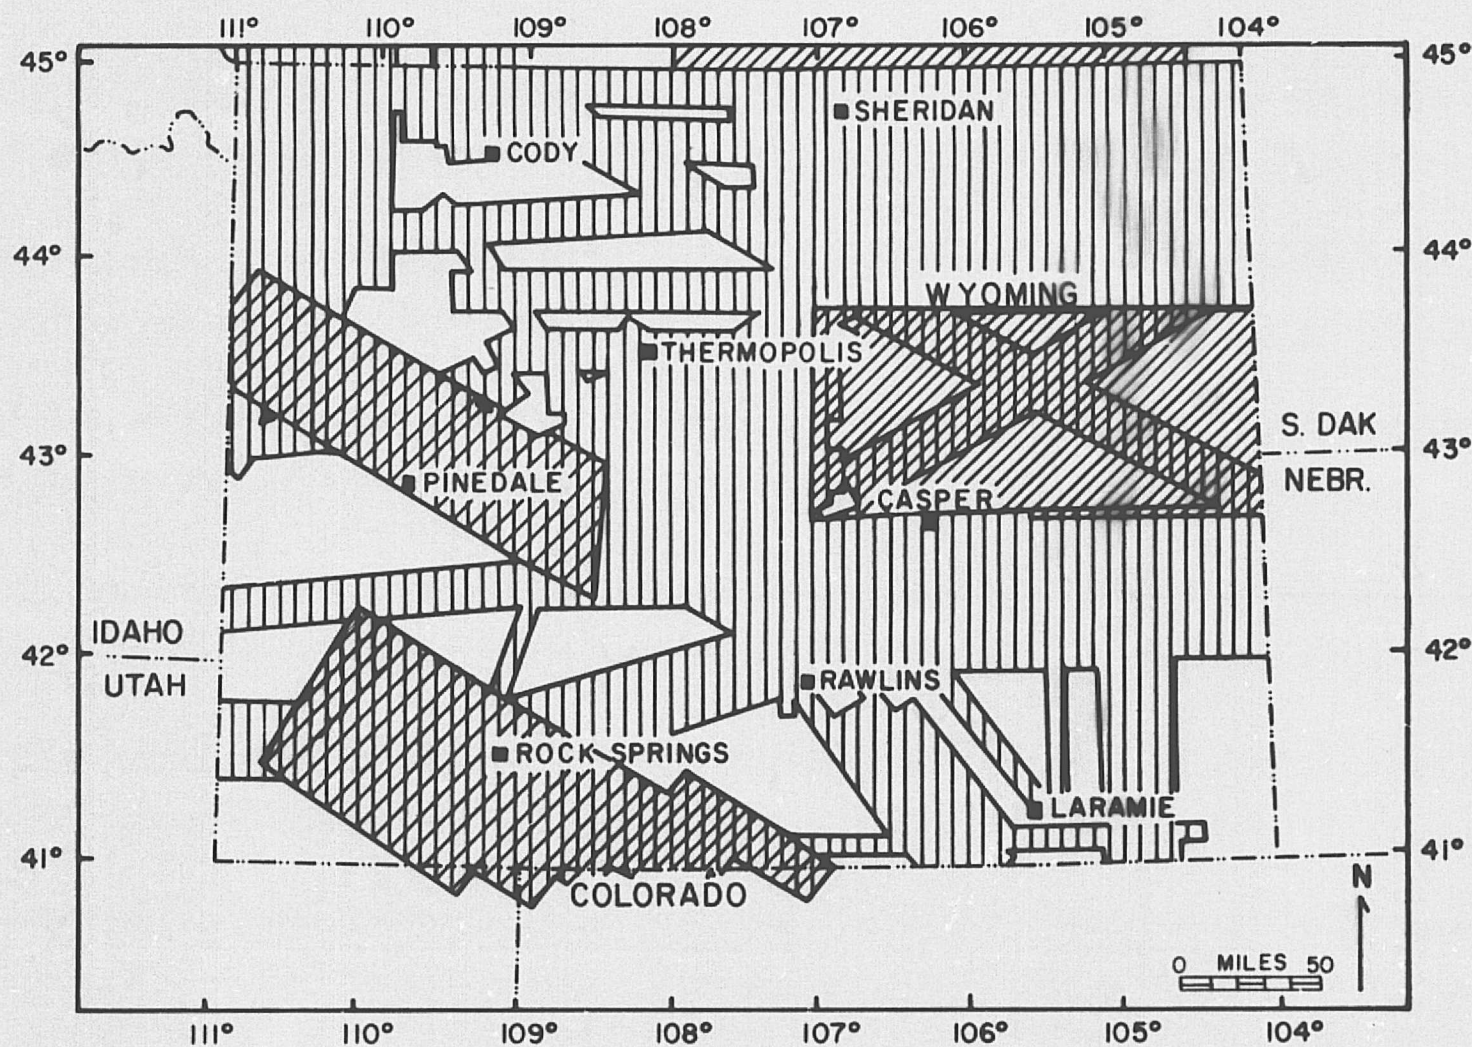 111° 110° 109° 108° 107° 106° 105° 104°
45° 45°
SHERIDAN
CODY
44° 44°
WYOMING
THERMOPOLIS
S. DAK
43° 43°
PINEDALE
NEBR.
CASPER
IDAHO
42° 42°
UTAH
RAWLINS
ROCK SPRINGS
LARAMIE
41° 41°
COLORADO
N
0 MILES 50
111° 110° 109° 108° 107° 106° 105° 104°